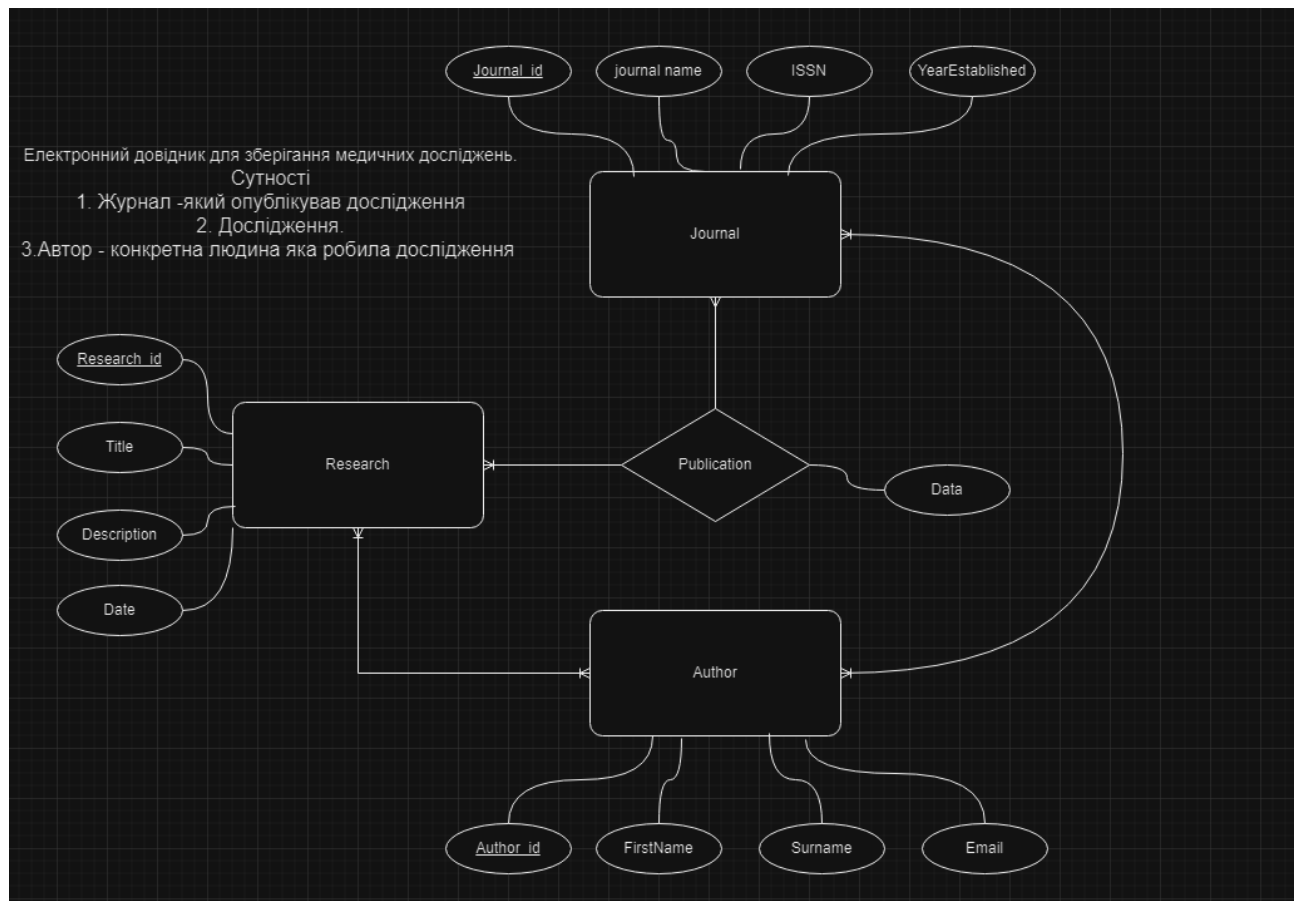 Journal_id
journal name
ISSN
YearEstablished
Електронний довідник для зберігання медичних досліджень.
Сутності
1. Журнал -який опублікував дослідження
2. Дослідження.
3.Автор - конкретна людина яка робила дослідження
Journal
Research_id
Title
Research
Publication
Data
Description
Date
Author
Author_id
FirstName
Surname
Email